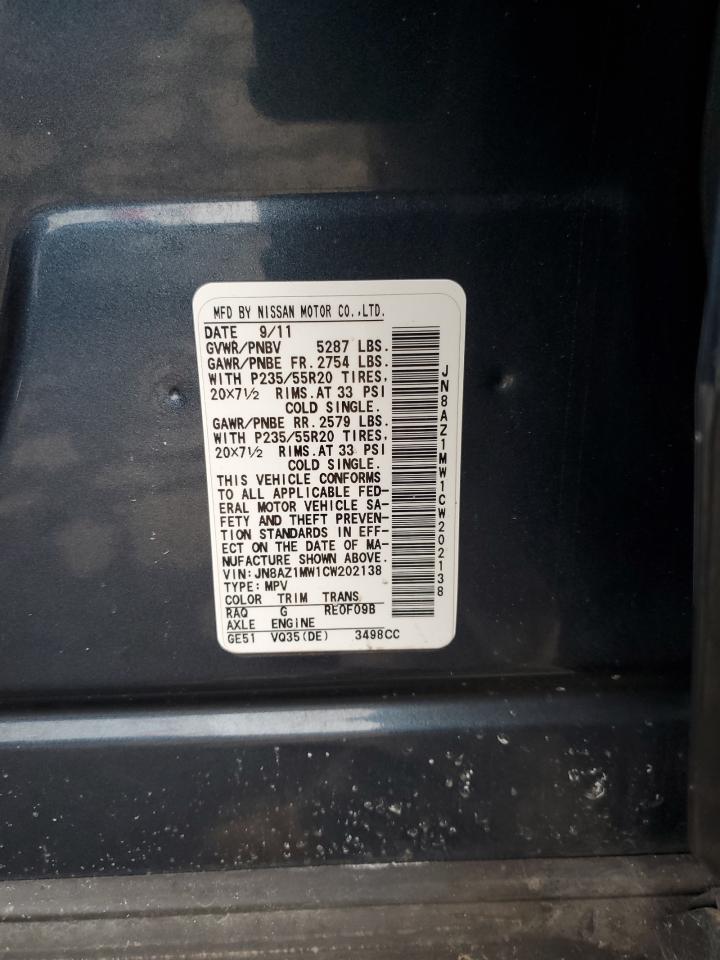 MFD BY NISSAN MOTOR CO.,LTD.
DATE 9/11
GVWR/PNBV 5287 LBS.
GAWR/PNBE FR. 2754 LBS.
WITH P235/55R20 TIRES,
20X7½ RIMS. AT 33 PSI
COLD SINGLE.
GAWR/PNBE RR. 2579 LBS.
WITH P235/55R20 TIRES,
20X7½ RIMS. AT 33 PSI
COLD SINGLE.
THIS VEHICLE CONFORMS
TO ALL APPLICABLE FED-
ERAL MOTOR VEHICLE SA-
FETY AND THEFT PREVEN-
TION STANDARDS IN EFF-
ECT ON THE DATE OF MA-
NUFACTURE SHOWN ABOVE.
VIN: JN8AZ1MW1CW202138
TYPE: MPV
COLOR TRIM TRANS
RAQ G RE0F09B
AXLE ENGINE
GE51 VQ35(DE) 3498CC
JN8AZ1MW1CW202138